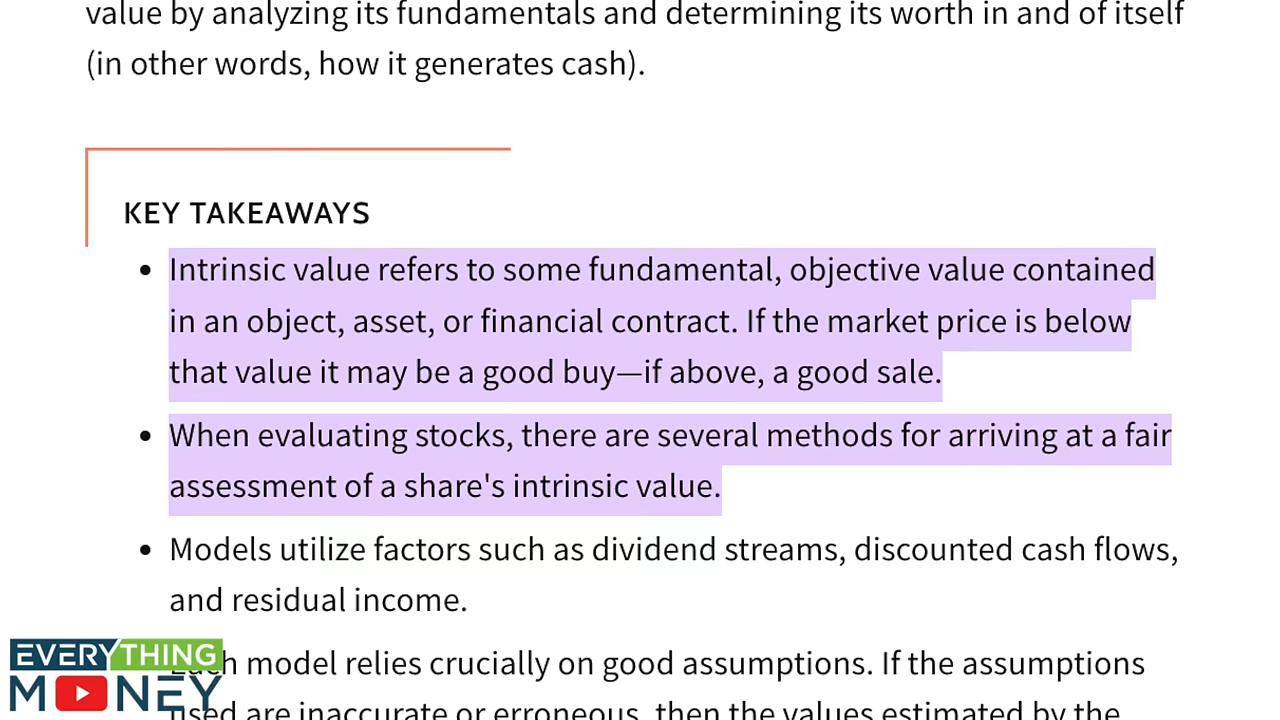 value by analyzing its fundamentals and determining its worth in and of itself
(in other words, how it generates cash).
KEY TAKEAWAYS
• Intrinsic value refers to some fundamental, objective value contained
in an object, asset, or financial contract. If the market price is below
that value it may be a good buy—if above, a good sale.
• When evaluating stocks, there are several methods for arriving at a fair
assessment of a share's intrinsic value.
• Models utilize factors such as dividend streams, discounted cash flows,
and residual income.
Each model relies crucially on good assumptions. If the assumptions
used are inaccurate or erroneous, then the values estimated by the
EVERYTHING
MONEY